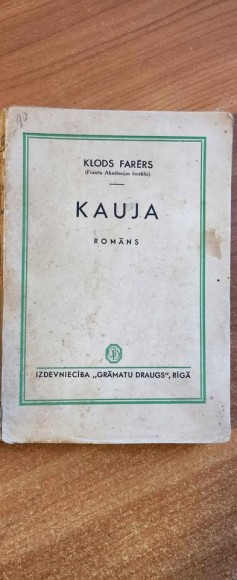 KLODS FARĒRS
(Franču Akadēmijas loceklis)
KAUJA
ROMĀNS
IZDEVNIECĪBA „GRĀMATU DRAUGS", RĪGĀ